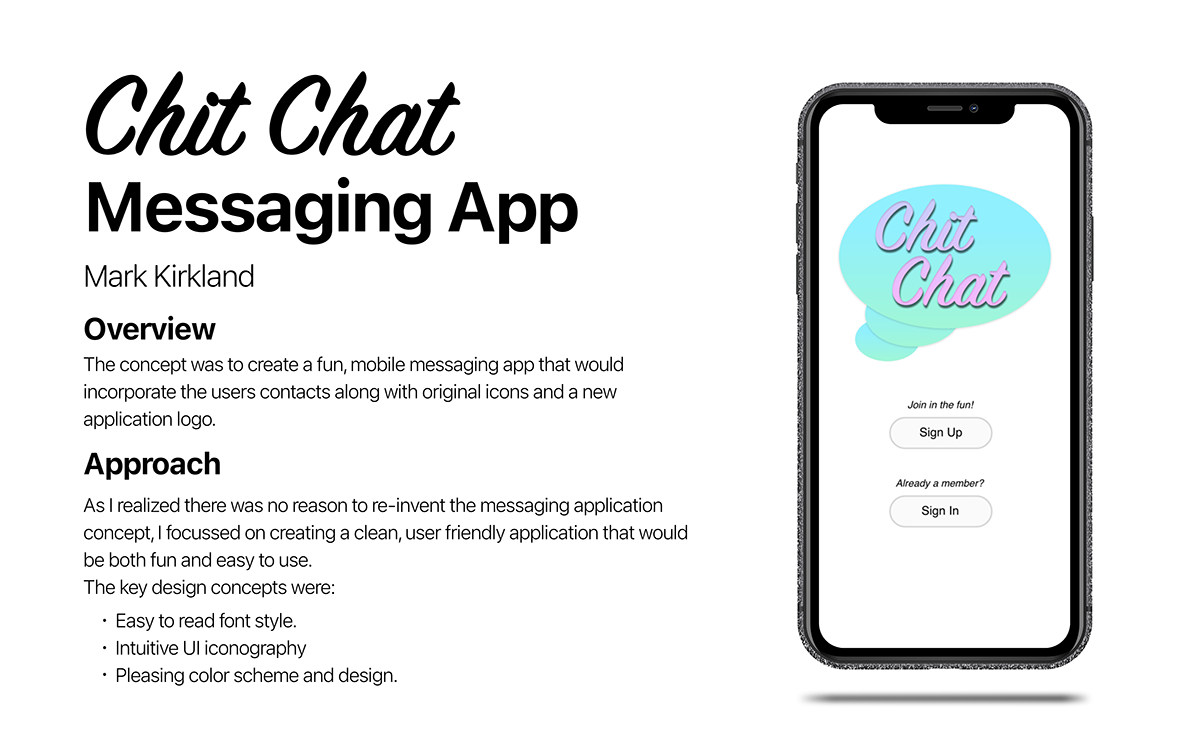 Chit Chat
Messaging App
Mark Kirkland
Overview
The concept was to create a fun, mobile messaging app that would
incorporate the users contacts along with original icons and a new
application logo.
Approach
As I realized there was no reason to re-invent the messaging application
concept, I focussed on creating a clean, user friendly application that would
be both fun and easy to use.
The key design concepts were:
• Easy to read font style.
• Intuitive UI iconography
• Pleasing color scheme and design.
Chit
Chat
Join in the fun!
Sign Up
Already a member?
Sign In